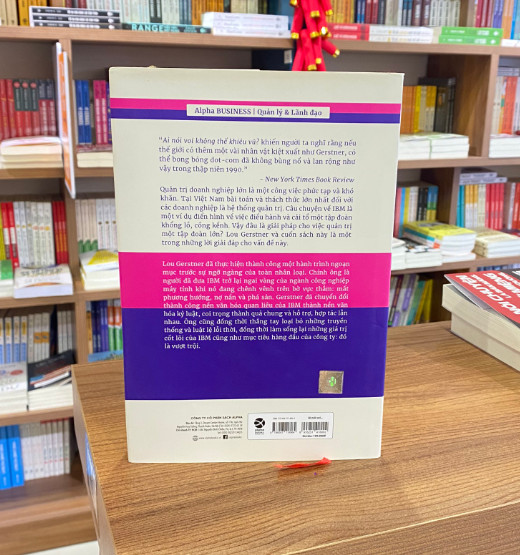 Alpha BUSINESS | Quản lý & Lãnh đạo
"Ai nói voi không thể khiêu vũ? khiến người ta nghĩ rằng nếu
thế giới có thêm một vài nhân vật kiệt xuất như Gerstner, có
thể bong bóng dot-com đã không bùng nổ và lan rộng như
vậy trong thập niên 1990."
– New York Times Book Review
Quản trị doanh nghiệp lớn là một công việc phức tạp và khó
khăn. Tại Việt Nam bài toán và thách thức lớn nhất đối
với các doanh nghiệp là hệ thống quản trị. Câu chuyện về IBM là
một ví dụ điển hình về việc điều hành và cải tổ một tập đoàn
khổng lồ, cồng kềnh. Vậy đâu là giải pháp cho việc quản trị
một tập đoàn lớn? Lou Gerstner và cuốn sách này là một
trong những lời giải đáp cho vấn đề này.
Lou Gerstner đã thực hiện thành công một hành trình ngoạn
mục trước sự ngỡ ngàng của toàn nhân loại. Chính ông là
người đã đưa IBM trở lại ngai vàng của ngành công nghiệp
máy tính khi nó đang chênh vênh trên bờ vực thẳm: mất
phương hướng, nợ nần và phá sản. Gerstner đã chuyển đổi
thành công nền văn hóa quan liêu của IBM thành nền văn
hóa kỷ luật, coi trọng thành quả chung và hỗ trợ, hợp tác lẫn
nhau. Ông cũng đồng thời thẳng tay loại bỏ những truyền
thống và luật lệ lỗi thời, đồng thời làm sống lại những giá trị
cốt lõi của IBM cũng như mục tiêu hàng đầu của công ty: đó
là vượt trội.
CÔNG TY CỔ PHẦN SÁCH ALPHA